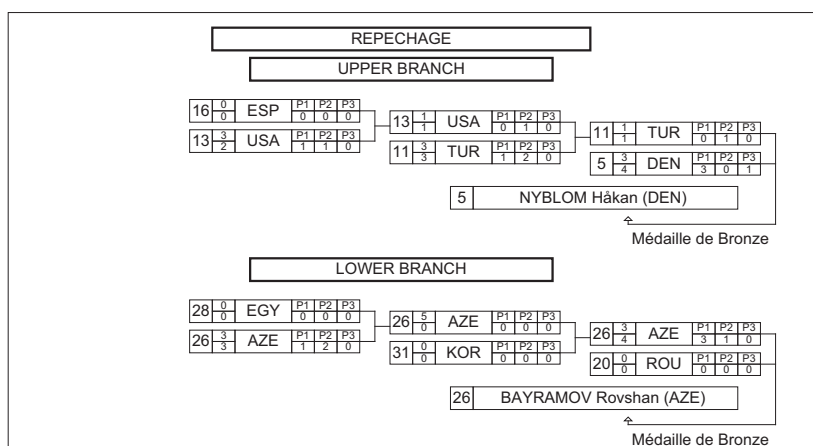 REPECHAGE
UPPER BRANCH
16 0 0 ESP P1 P2 P3 0 0 0
13 3 2 USA P1 P2 P3 1 1 0
13 1 1 USA P1 P2 P3 0 1 0
11 3 3 TUR P1 P2 P3 1 2 0
11 1 1 TUR P1 P2 P3 0 1 0
5 3 4 DEN P1 P2 P3 3 0 1
5 NYBLOM Håkan (DEN)
Médaille de Bronze
LOWER BRANCH
28 0 0 EGY P1 P2 P3 0 0 0
26 3 3 AZE P1 P2 P3 1 2 0
26 5 0 AZE P1 P2 P3 0 0 0
31 0 0 KOR P1 P2 P3 0 0 0
26 3 4 AZE P1 P2 P3 3 1 0
20 0 0 ROU P1 P2 P3 0 0 0
26 BAYRAMOV Rovshan (AZE)
Médaille de Bronze